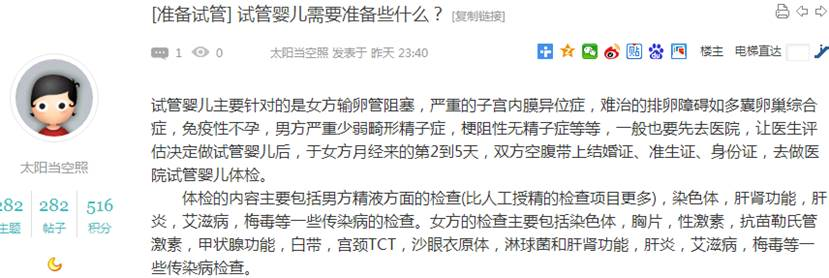 [准备试管] 试管婴儿需要准备些什么？ [复制链接]
1 0 太阳当空照 发表于 昨天 23:40 贴 楼主 电梯直达
试管婴儿主要针对的是女方输卵管阻塞，严重的子宫内膜异位症，难治的排卵障碍如多囊卵巢综合
症，免疫性不孕，男方严重少弱畸形精子症，梗阻性无精子症等等，一般也要先去医院，让医生评
估决定做试管婴儿后，于女方月经来的第2到5天，双方空腹带上结婚证、准生证、身份证，去做医
院试管婴儿体检。
体检的内容主要包括男方精液方面的检查(比人工授精的检查项目更多)，染色体，肝肾功能，肝
炎，艾滋病，梅毒等一些传染病的检查。女方的检查主要包括染色体，胸片，性激素，抗苗勒氏管
激素，甲状腺功能，白带，宫颈TCT，沙眼衣原体，淋球菌和肝肾功能，肝炎，艾滋病，梅毒等一
些传染病检查。
太阳当空照
282 282 516
主题 帖子 积分